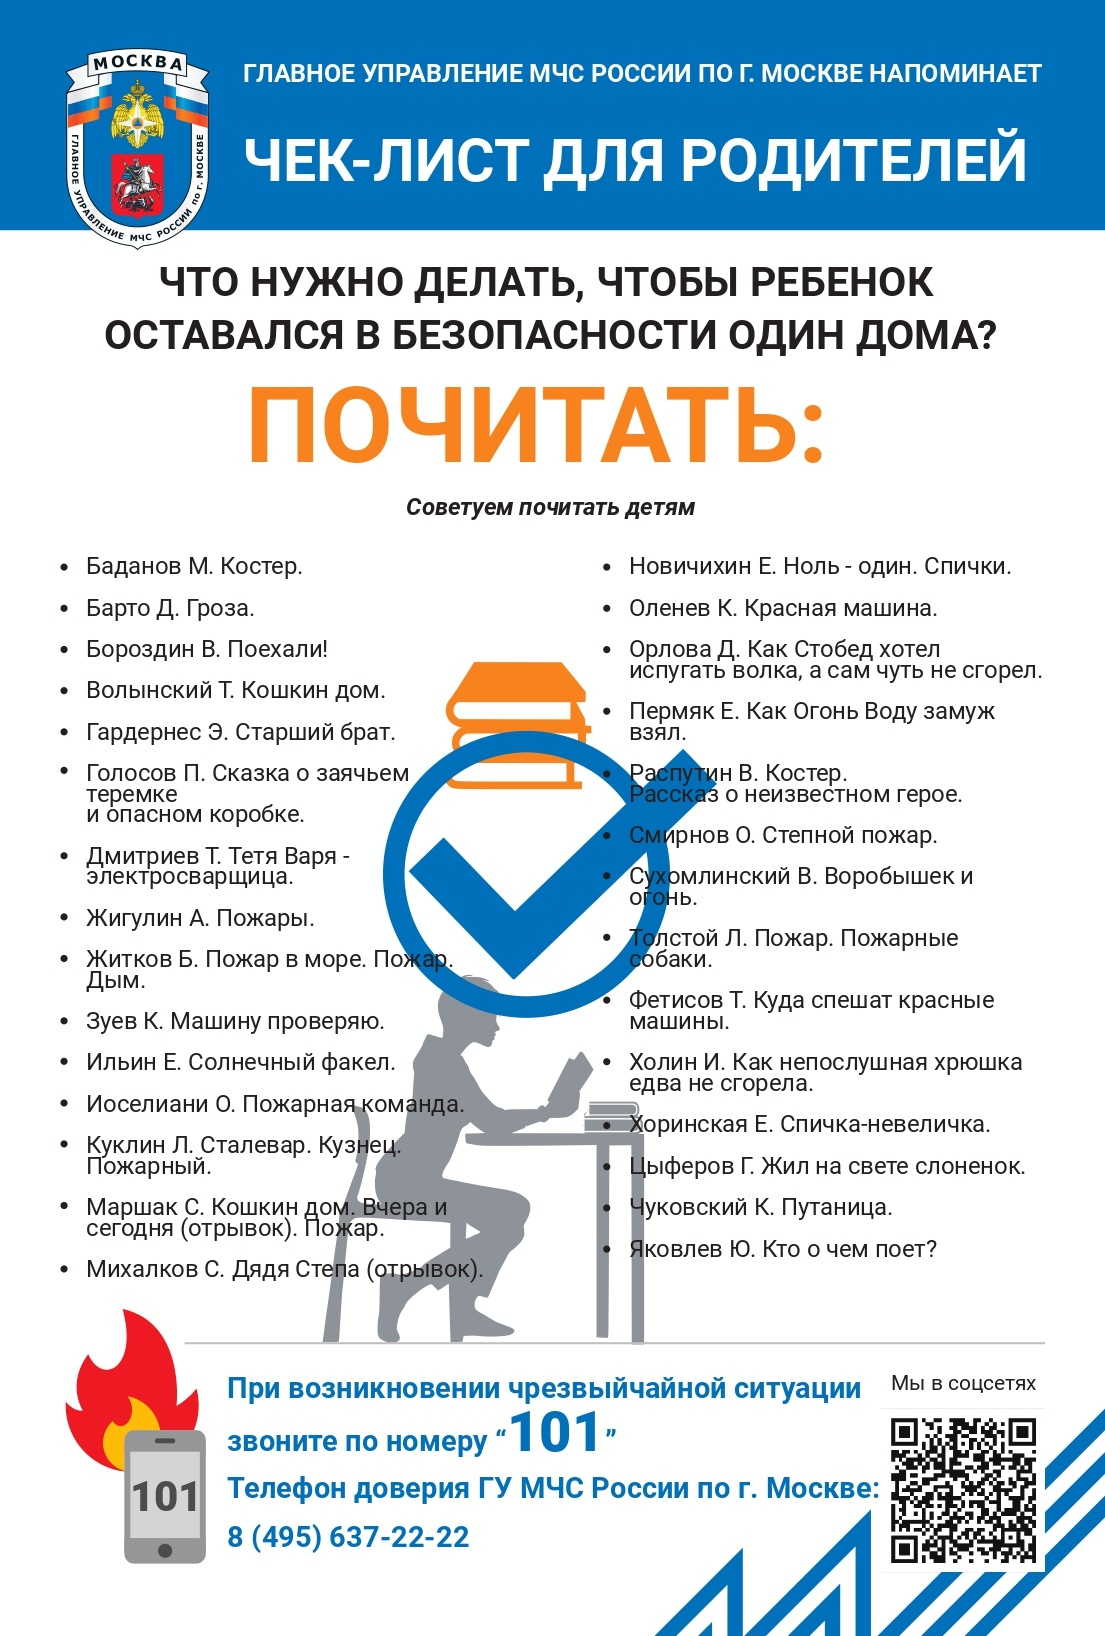 МОСКВА
ГЛАВНОЕ УПРАВЛЕНИЕ МЧС РОССИИ по г. МОСКВЕ
ГЛАВНОЕ УПРАВЛЕНИЕ МЧС РОССИИ ПО Г. МОСКВЕ НАПОМИНАЕТ
ЧЕК-ЛИСТ ДЛЯ РОДИТЕЛЕЙ
ЧТО НУЖНО ДЕЛАТЬ, ЧТОБЫ РЕБЕНОК
ОСТАВАЛСЯ В БЕЗОПАСНОСТИ ОДИН ДОМА?
ПОЧИТАТЬ:
Советуем почитать детям
• Баданов М. Костер.
• Барто Д. Гроза.
• Бороздин В. Поехали!
• Волынский Т. Кошкин дом.
• Гардернес Э. Старший брат.
• Голосов П. Сказка о заячьем
теремке
и опасном коробке.
• Дмитриев Т. Тетя Варя -
электросварщица.
• Жигулин А. Пожары.
• Житков Б. Пожар в море. Пожар.
Дым.
• Зуев К. Машину проверяю.
• Ильин Е. Солнечный факел.
• Иоселиани О. Пожарная команда.
• Куклин Л. Сталевар. Кузнец.
Пожарный.
• Маршак С. Кошкин дом. Вчера и
сегодня (отрывок). Пожар.
• Михалков С. Дядя Степа (отрывок).
• Новичихин Е. Ноль - один. Спички.
• Оленев К. Красная машина.
• Орлова Д. Как Стобед хотел
испугать волка, а сам чуть не сгорел.
• Пермяк Е. Как Огонь Воду замуж
взял.
• Распутин В. Костер.
Рассказ о неизвестном герое.
• Смирнов О. Степной пожар.
• Сухомлинский В. Воробышек и
огонь.
• Толстой Л. Пожар. Пожарные
собаки.
• Фетисов Т. Куда спешат красные
машины.
• Холин И. Как непослушная хрюшка
едва не сгорела.
• Хоринская Е. Спичка-невеличка.
• Цыферов Г. Жил на свете слоненок.
• Чуковский К. Путаница.
• Яковлев Ю. Кто о чем поет?
101
При возникновении чрезвыйчайной ситуации
звоните по номеру “101”
Телефон доверия ГУ МЧС России по г. Москве:
8 (495) 637-22-22
Мы в соцсетях